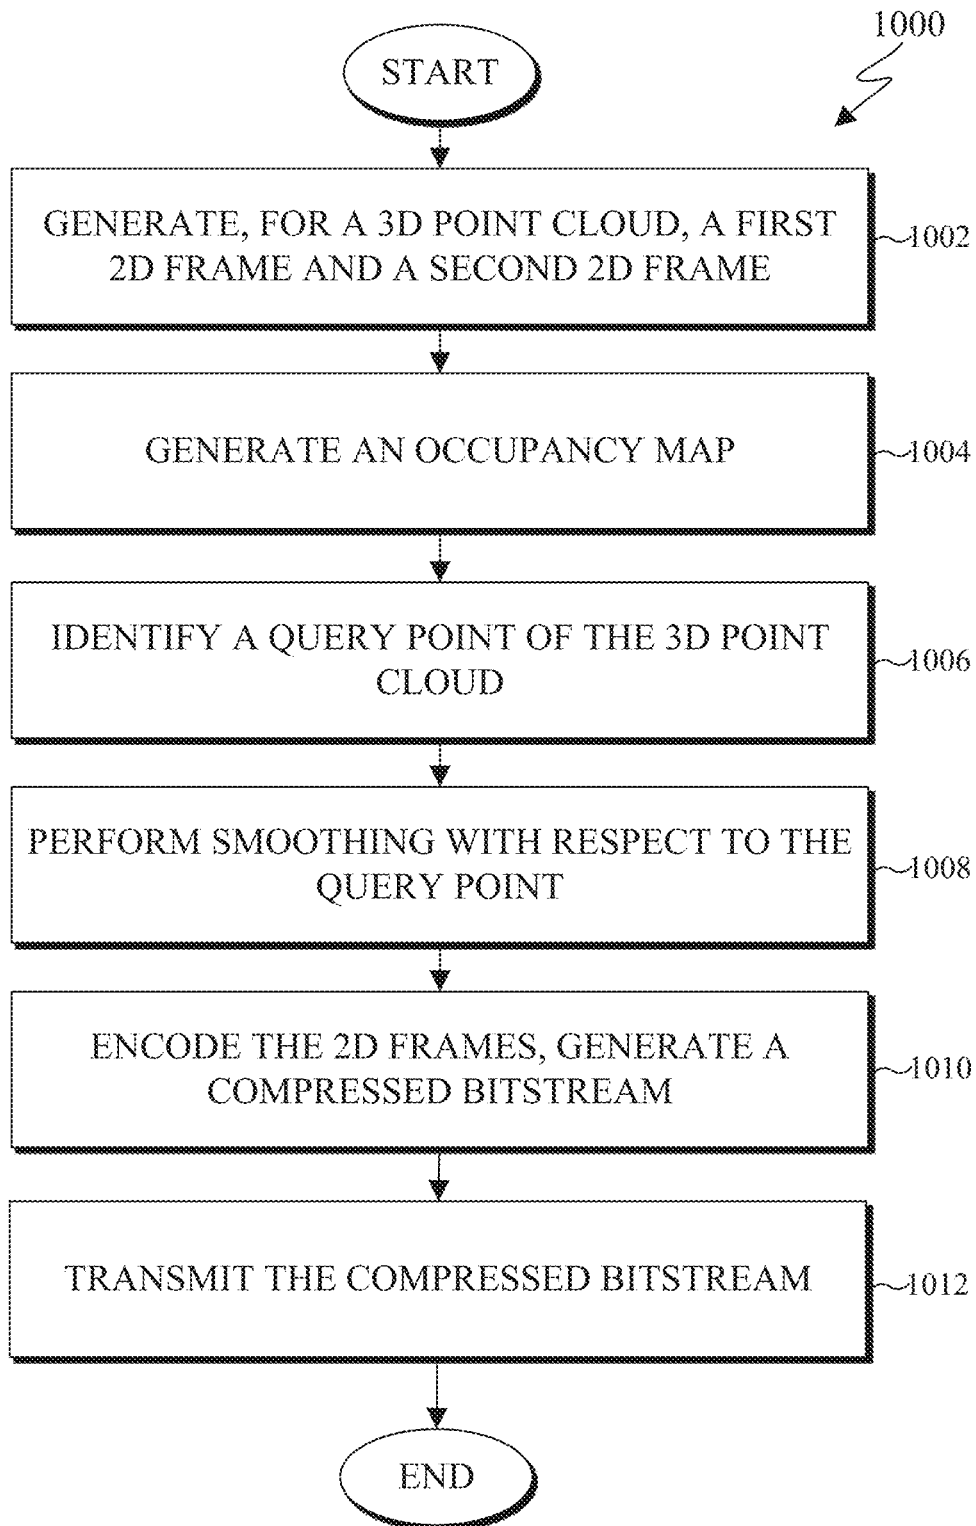 1000
START
GENERATE, FOR A 3D POINT CLOUD, A FIRST
2D FRAME AND A SECOND 2D FRAME
1002
GENERATE AN OCCUPANCY MAP
1004
IDENTIFY A QUERY POINT OF THE 3D POINT
CLOUD
1006
PERFORM SMOOTHING WITH RESPECT TO THE
QUERY POINT
1008
ENCODE THE 2D FRAMES, GENERATE A
COMPRESSED BITSTREAM
1010
TRANSMIT THE COMPRESSED BITSTREAM
1012
END